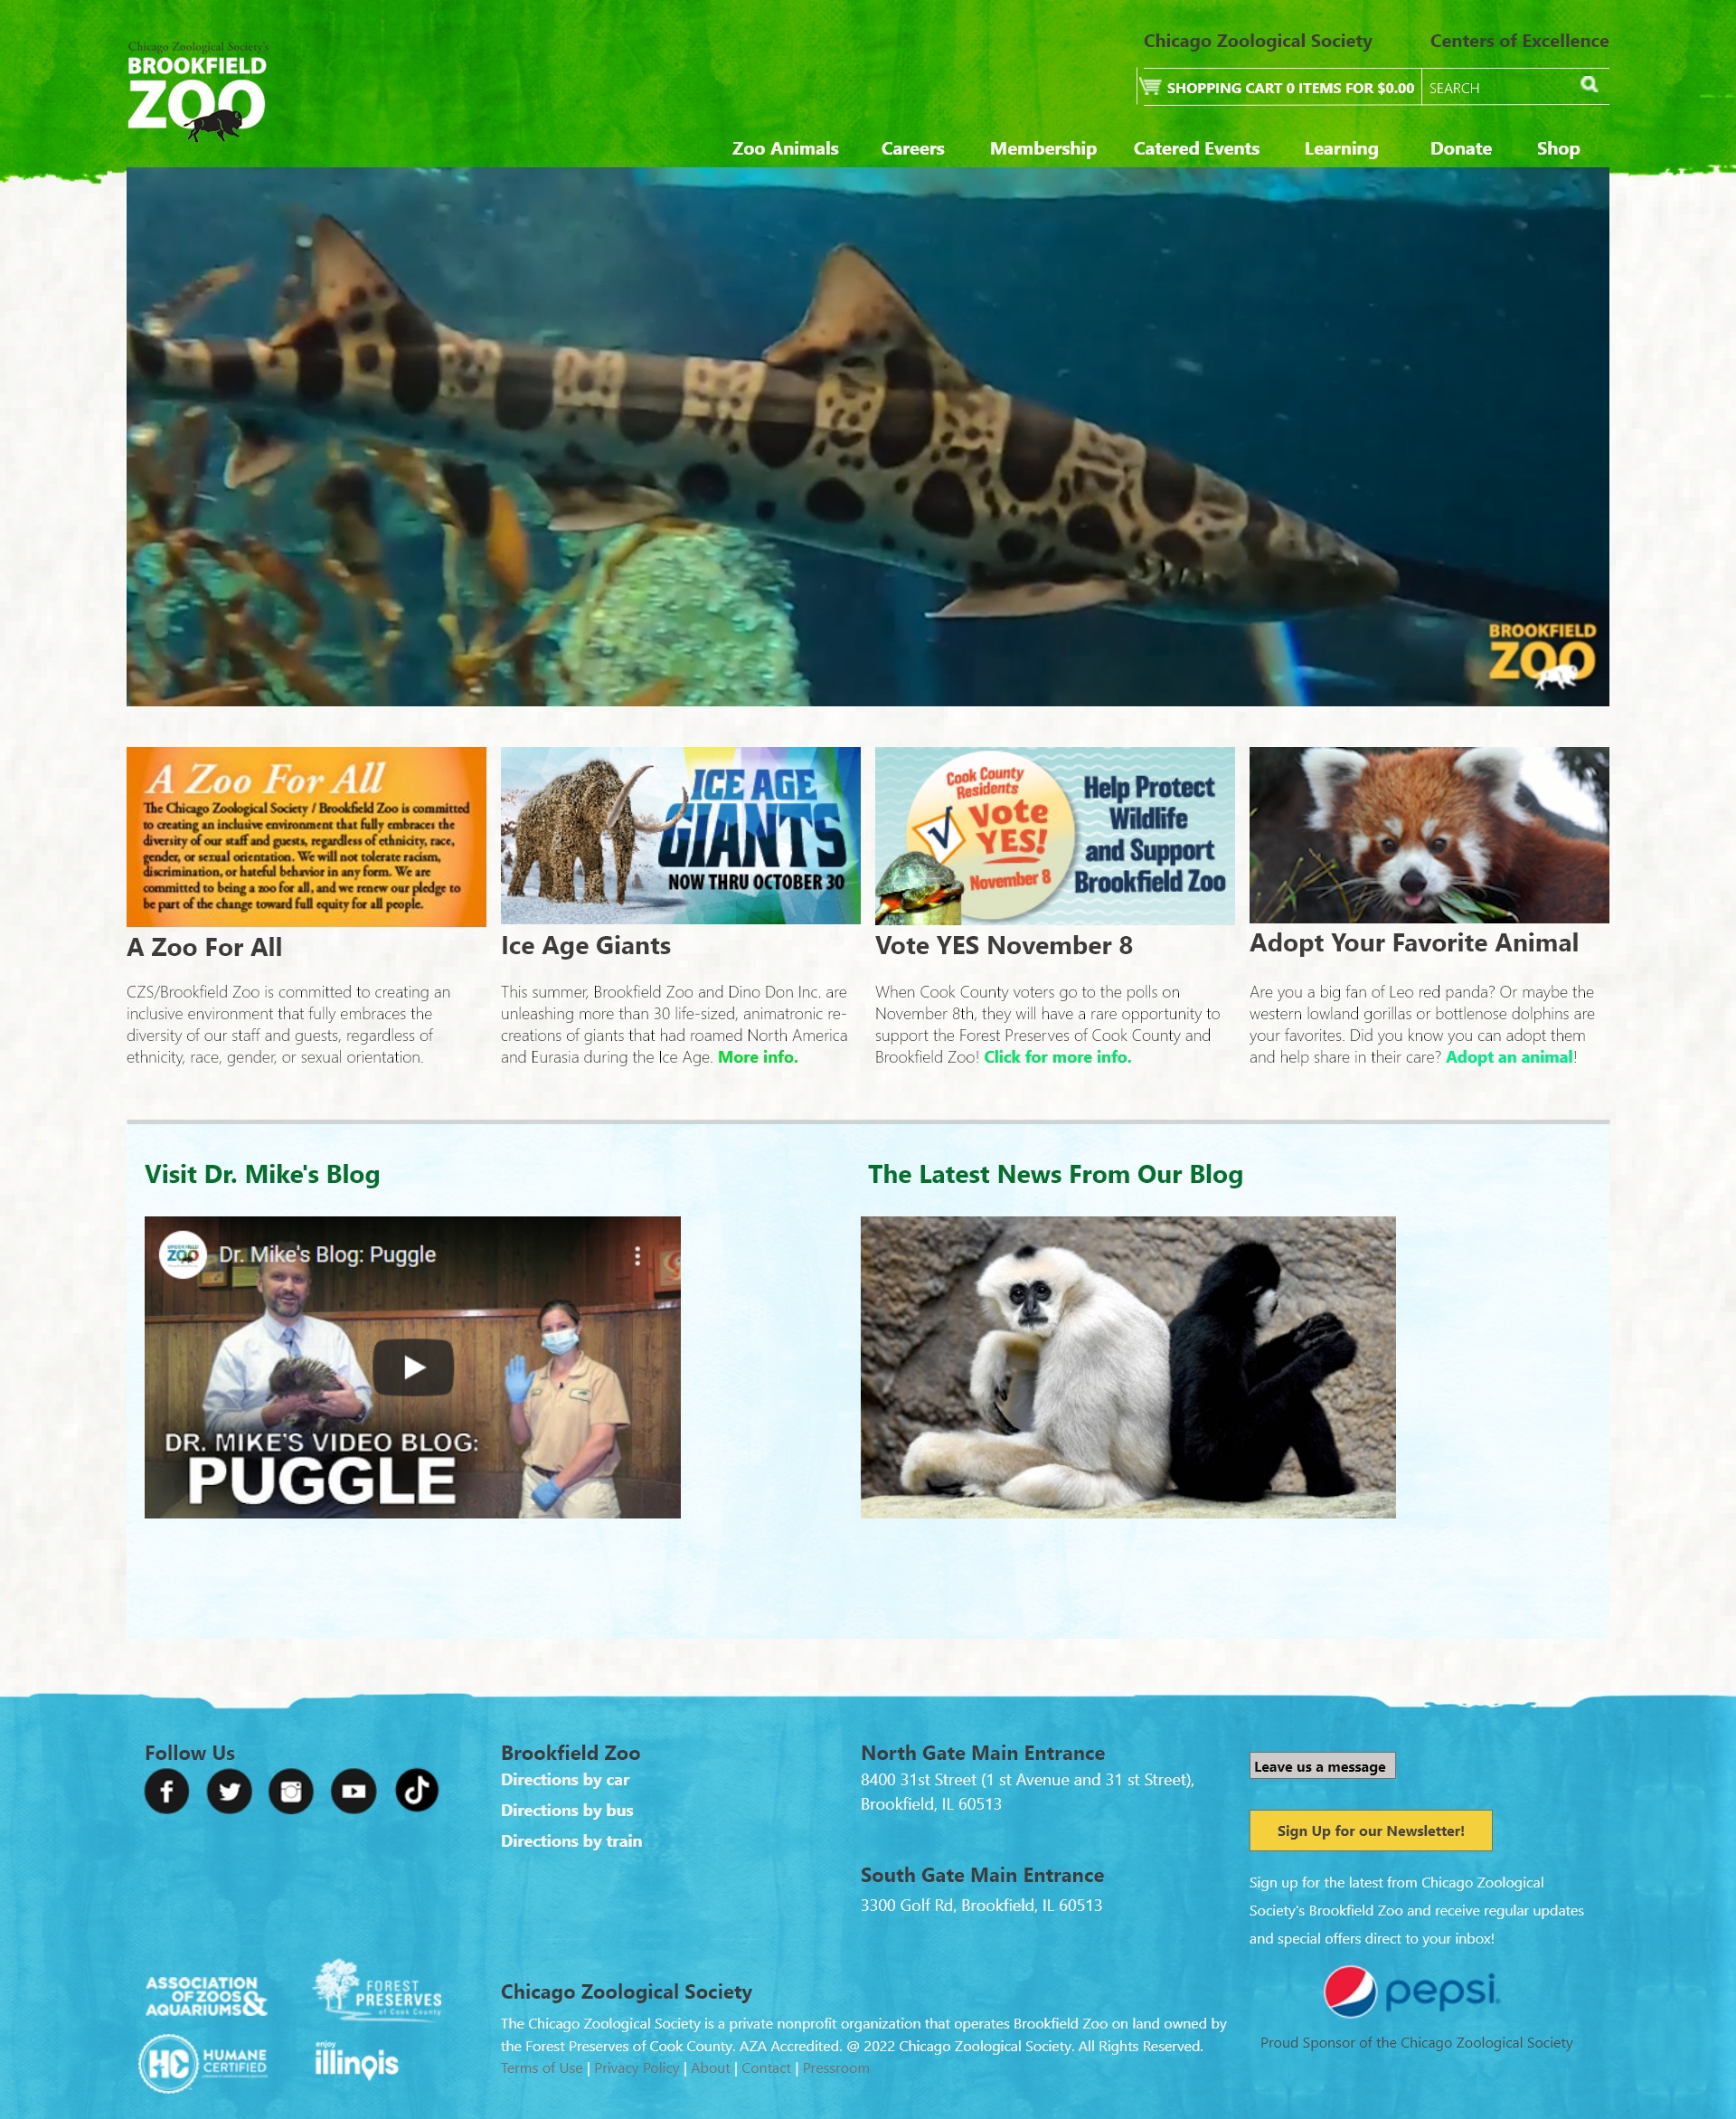 Chicago Zoological Society's
BROOKFIELD
ZOO
Chicago Zoological Society
Centers of Excellence
SHOPPING CART 0 ITEMS FOR $0.00
SEARCH
Zoo Animals
Careers
Membership
Catered Events
Learning
Donate
Shop
BROOKFIELD
ZOO
A Zoo For All
The Chicago Zoological Society / Brookfield Zoo is committed
to creating an inclusive environment that fully embraces the
diversity of our staff and guests, regardless of ethnicity, race,
gender, or sexual orientation. We will not tolerate racism,
discrimination, or hateful behavior in any form. We are
committed to being a zoo for all, and we renew our pledge to
be part of the change toward full equity for all people.
A Zoo For All
CZS/Brookfield Zoo is committed to creating an
inclusive environment that fully embraces the
diversity of our staff and guests, regardless of
ethnicity, race, gender, or sexual orientation.
ICE AGE
GIANTS
NOW THRU OCTOBER 30
Ice Age Giants
This summer, Brookfield Zoo and Dino Don Inc. are
unleashing more than 30 life-sized, animatronic re-
creations of giants that had roamed North America
and Eurasia during the Ice Age. More info.
Cook County
Residents
Vote
YES!
November 8
Help Protect
Wildlife
and Support
Brookfield Zoo
Vote YES November 8
When Cook County voters go to the polls on
November 8th, they will have a rare opportunity to
support the Forest Preserves of Cook County and
Brookfield Zoo! Click for more info.
Adopt Your Favorite Animal
Are you a big fan of Leo red panda? Or maybe the
western lowland gorillas or bottlenose dolphins are
your favorites. Did you know you can adopt them
and help share in their care? Adopt an animal!
Visit Dr. Mike's Blog
BROOKFIELD
ZOO
Dr. Mike's Blog: Puggle
DR. MIKE'S VIDEO BLOG:
PUGGLE
The Latest News From Our Blog
Follow Us
Brookfield Zoo
Directions by car
Directions by bus
Directions by train
North Gate Main Entrance
8400 31st Street (1 st Avenue and 31 st Street),
Brookfield, IL 60513
South Gate Main Entrance
3300 Golf Rd, Brookfield, IL 60513
Leave us a message
Sign Up for our Newsletter!
Sign up for the latest from Chicago Zoological
Society's Brookfield Zoo and receive regular updates
and special offers direct to your inbox!
pepsi
Proud Sponsor of the Chicago Zoological Society
ASSOCIATION
OF ZOOS
AQUARIUMS &
FOREST
PRESERVES
of Cook County
HC HUMANE
CERTIFIED
enjoy
illinois
Chicago Zoological Society
The Chicago Zoological Society is a private nonprofit organization that operates Brookfield Zoo on land owned by
the Forest Preserves of Cook County. AZA Accredited. @ 2022 Chicago Zoological Society. All Rights Reserved.
Terms of Use | Privacy Policy | About | Contact | Pressroom